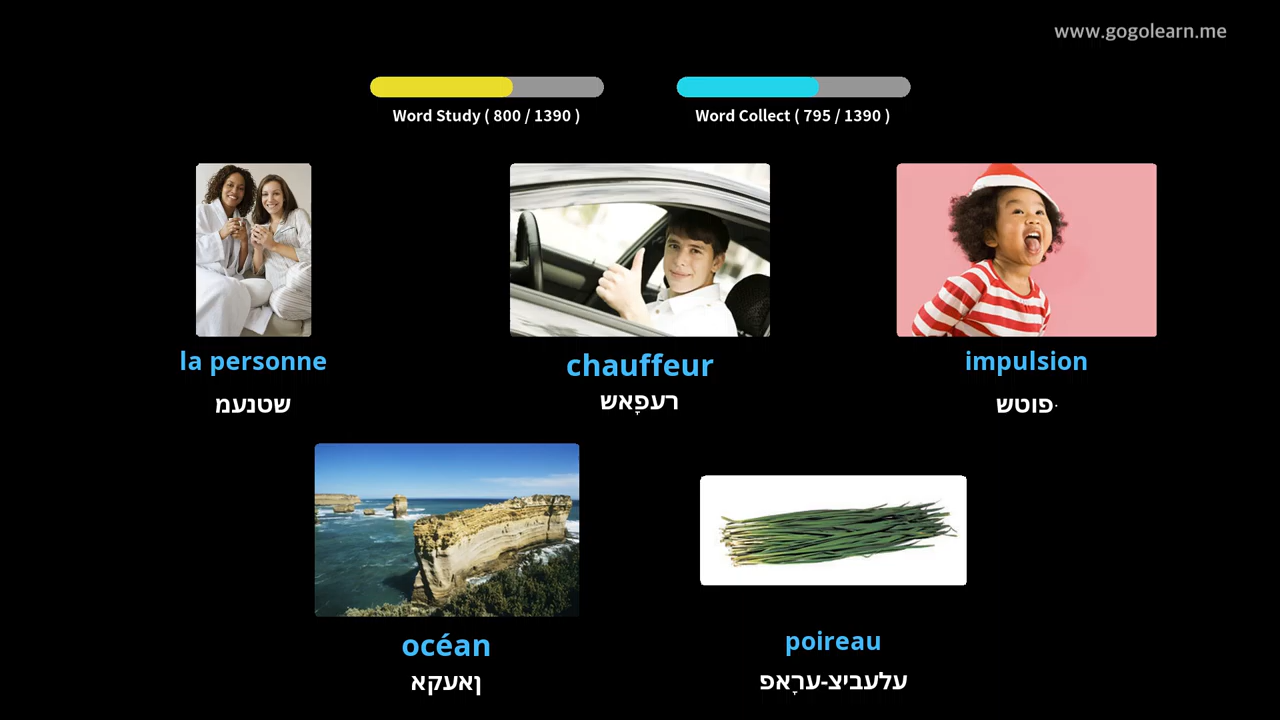 www.gogolearn.me
Word Study ( 800 / 1390 )
Word Collect ( 795 / 1390 )
la personne
שטנעמ
chauffeur
רעפָאש
impulsion
פוטש
océan
ןאעקא
poireau
עלעביצ-ערָאפ